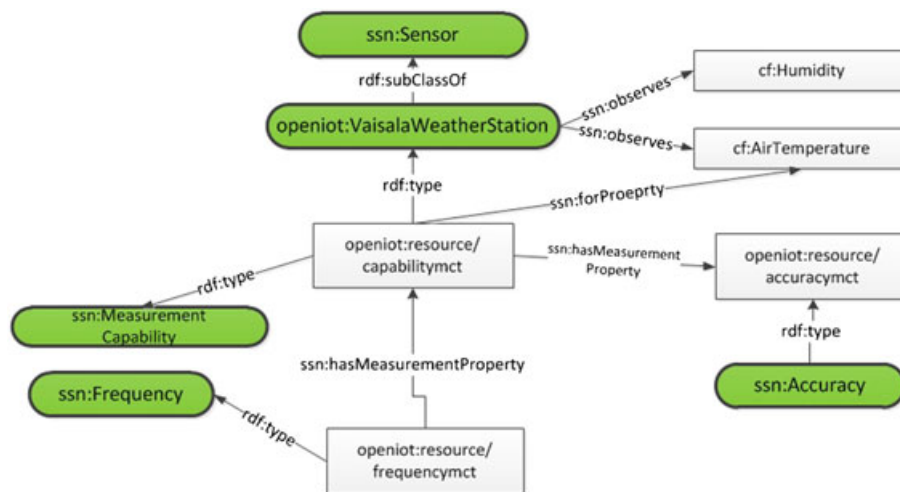 ssn:Sensor
rdf:subClassOf
cf:Humidity
ssn:observes
openiot:VaisalaWeatherStation
ssn:observes
cf:AirTemperature
rdf:type
ssn:forProeprty
openiot:resource/
capabilitymct
ssn:hasMeasurement
Property
openiot:resource/
accuracymct
rdf:type
ssn:Measurement
Capability
rdf:type
ssn:hasMeasurementProperty
ssn:Frequency
ssn:Accuracy
rdf:type
openiot:resource/
frequencymct